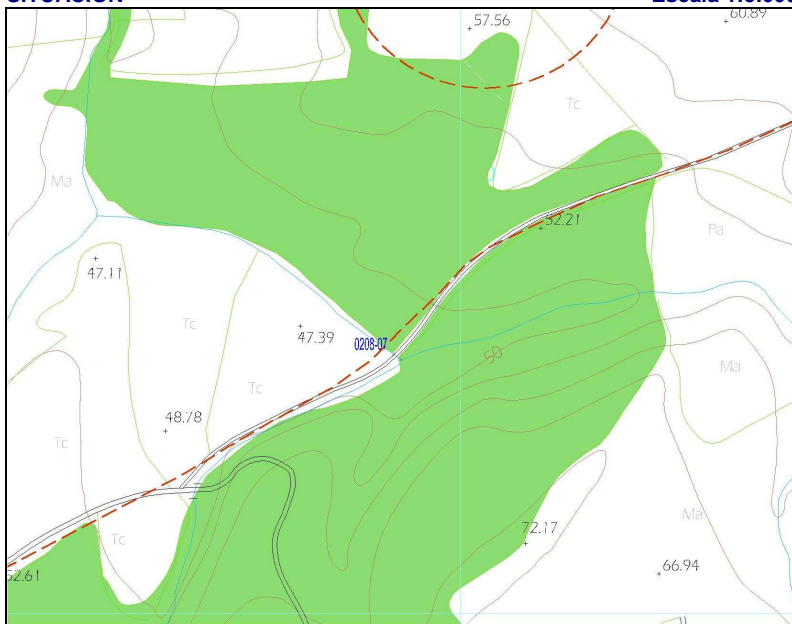 57.56
60.89
Tc
Ma
52.21
Pa
47.11
Tc
47.39
0208-07
50
Ma
Tc
48.78
Tc
Ma
72.17
Tc
66.94
52.61